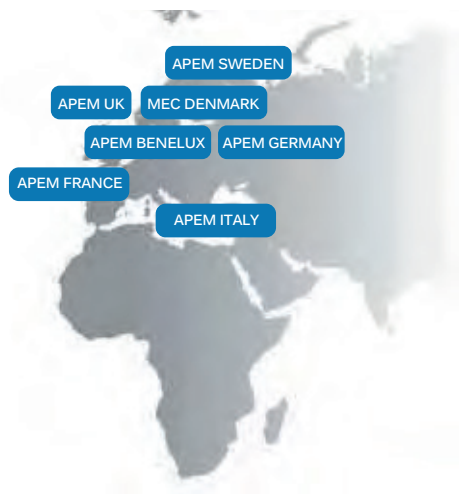 APEM SWEDEN
APEM UK
MEC DENMARK
APEM BENELUX
APEM GERMANY
APEM FRANCE
APEM ITALY